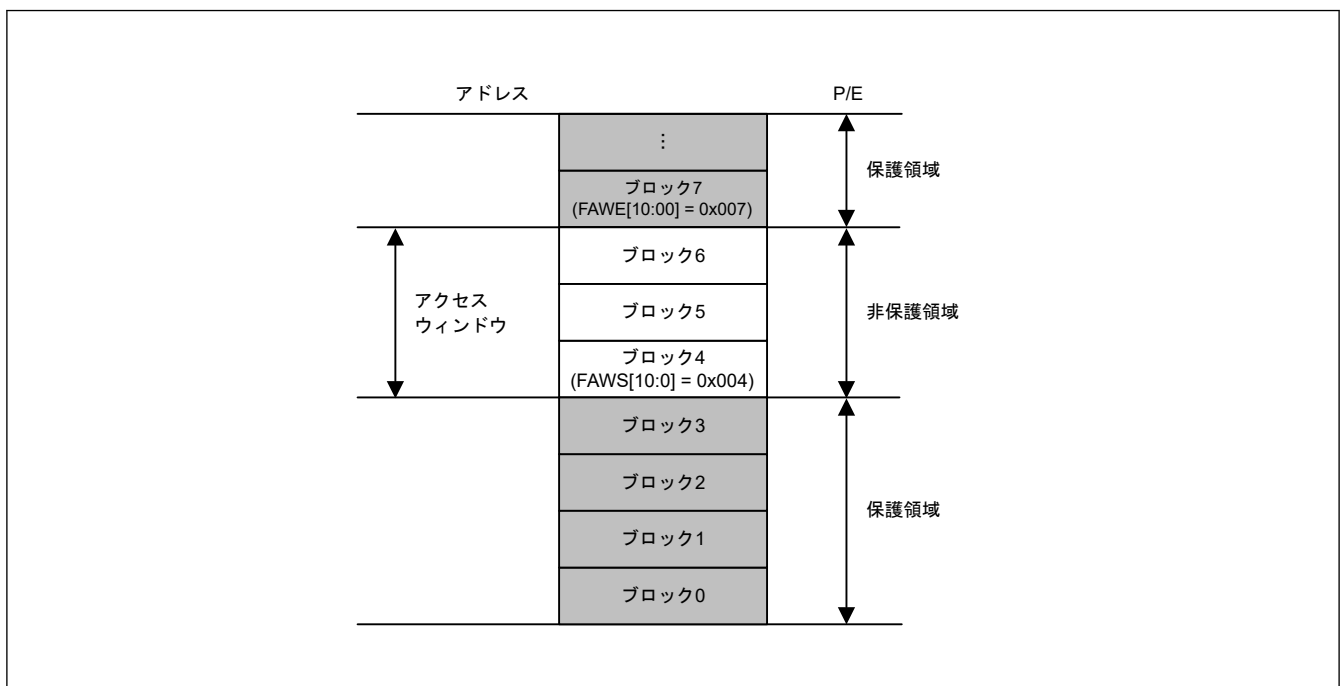 アドレス
P/E
⋮
ブロック7
(FAWE[10:00] = 0x007)
保護領域
ブロック6
ブロック5
ブロック4
(FAWS[10:0] = 0x004)
アクセス
ウィンドウ
非保護領域
ブロック3
ブロック2
ブロック1
ブロック0
保護領域